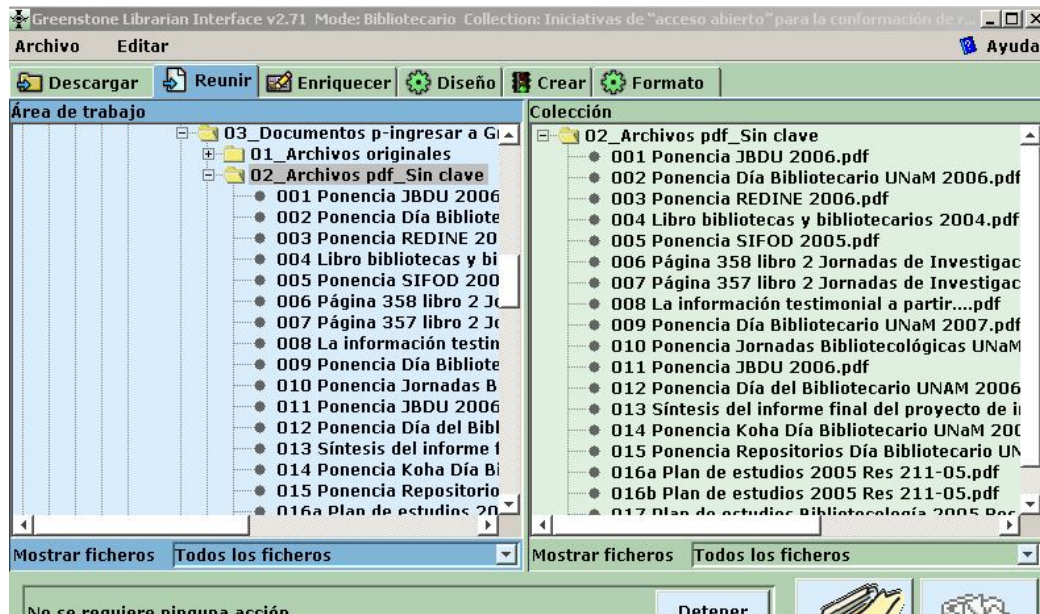 Greenstone Librarian Interface v2.71 Mode: Bibliotecario Collection: Iniciativas de "acceso abierto" para la conformación de r...
Archivo Editar Ayuda
Descargar Reunir Enriquecer Diseño Crear Formato
Área de trabajo
03_Documentos p-ingresar a G
01_Archivos originales
02_Archivos pdf_Sin clave
001 Ponencia JBDU 2006
002 Ponencia Día Bibliote
003 Ponencia REDINE 20
004 Libro bibliotecas y bi
005 Ponencia SIFOD 200
006 Página 358 libro 2 Jo
007 Página 357 libro 2 Jo
008 La información testin
009 Ponencia Día Bibliote
010 Ponencia Jornadas B
011 Ponencia JBDU 2006
012 Ponencia Día del Bibl
013 Síntesis del informe f
014 Ponencia Koha Día Bi
015 Ponencia Repositorio
016a Plan de estudios 20
Mostrar ficheros Todos los ficheros
Colección
02_Archivos pdf_Sin clave
001 Ponencia JBDU 2006.pdf
002 Ponencia Día Bibliotecario UNaM 2006.pdf
003 Ponencia REDINE 2006.pdf
004 Libro bibliotecas y bibliotecarios 2004.pdf
005 Ponencia SIFOD 2005.pdf
006 Página 358 libro 2 Jornadas de Investigac
007 Página 357 libro 2 Jornadas de Investigac
008 La información testimonial a partir....pdf
009 Ponencia Día Bibliotecario UNaM 2007.pdf
010 Ponencia Jornadas Bibliotecológicas UNaM
011 Ponencia JBDU 2006.pdf
012 Ponencia Día del Bibliotecario UNAM 2006
013 Síntesis del informe final del proyecto de i
014 Ponencia Koha Día Bibliotecario UNaM 200
015 Ponencia Repositorios Día Bibliotecario UN
016a Plan de estudios 2005 Res 211-05.pdf
016b Plan de estudios 2005 Res 211-05.pdf
017 Plan de estudios Bibliotecología 2005 Res
Mostrar ficheros Todos los ficheros
No se requiere ninguna acción
Detener